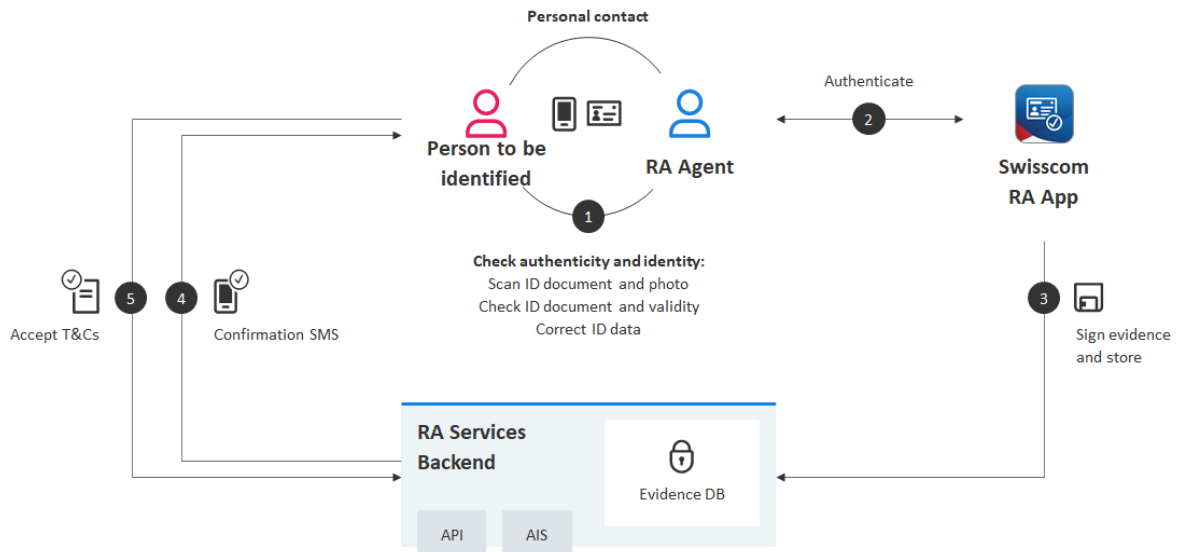 Personal contact
Authenticate
2
Person to be
identified
RA Agent
Swisscom
RA App
1
Check authenticity and identity:
Scan ID document and photo
Check ID document and validity
Correct ID data
5
Accept T&Cs
4
Confirmation SMS
3
Sign evidence
and store
RA Services
Backend
Evidence DB
API
AIS